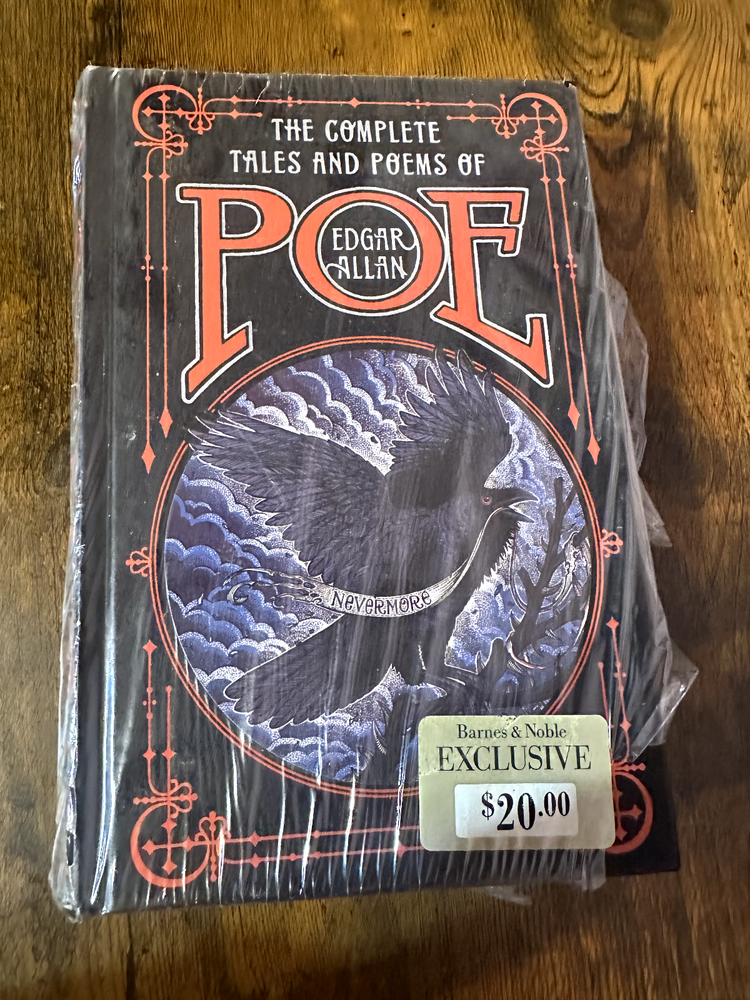 THE COMPLETE
TALES AND POEMS OF
POE
EDGAR
ALLAN
NEVERMORE
Barnes & Noble
EXCLUSIVE
$20.00